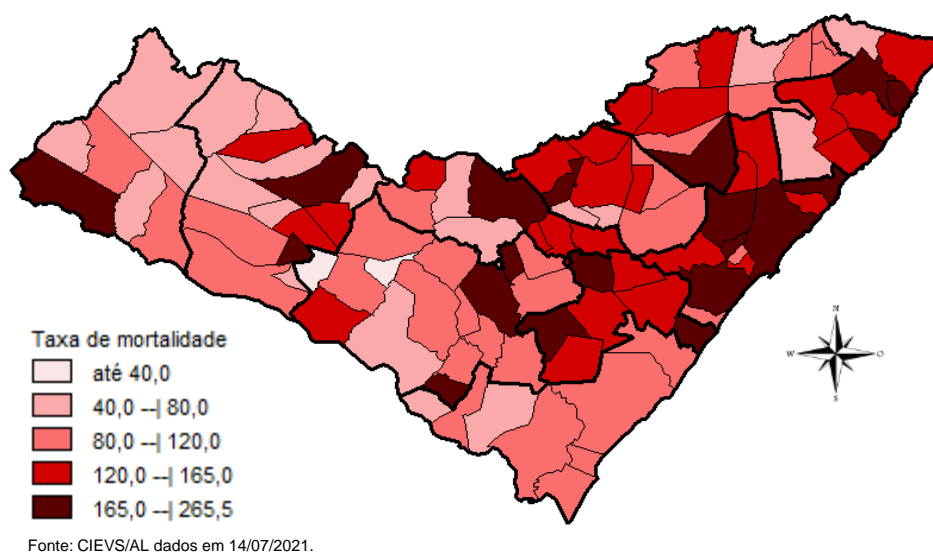 N
W
O
S
Taxa de mortalidade
até 40,0
40,0 --| 80,0
80,0 --| 120,0
120,0 --| 165,0
165,0 --| 265,5
Fonte: CIEVS/AL dados em 14/07/2021.